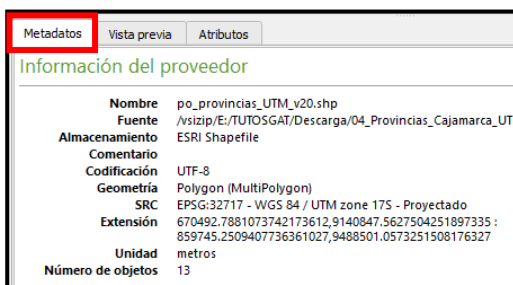 Metadatos Vista previa Atributos
Información del proveedor
Nombre po_provincias_UTM_v20.shp
Fuente /vsizip/E:/TUTOSGAT/Descarga/04_Provincias_Cajamarca_UT
Almacenamiento ESRI Shapefile
Comentario
Codificación UTF-8
Geometría Polygon (MultiPolygon)
SRC EPSG:32717 - WGS 84 / UTM zone 17S - Proyectado
Extensión 670492.7881073742173612,9140847.5627504251897335 :
859745.2509407736361027,9488501.0573251508176327
Unidad metros
Número de objetos 13